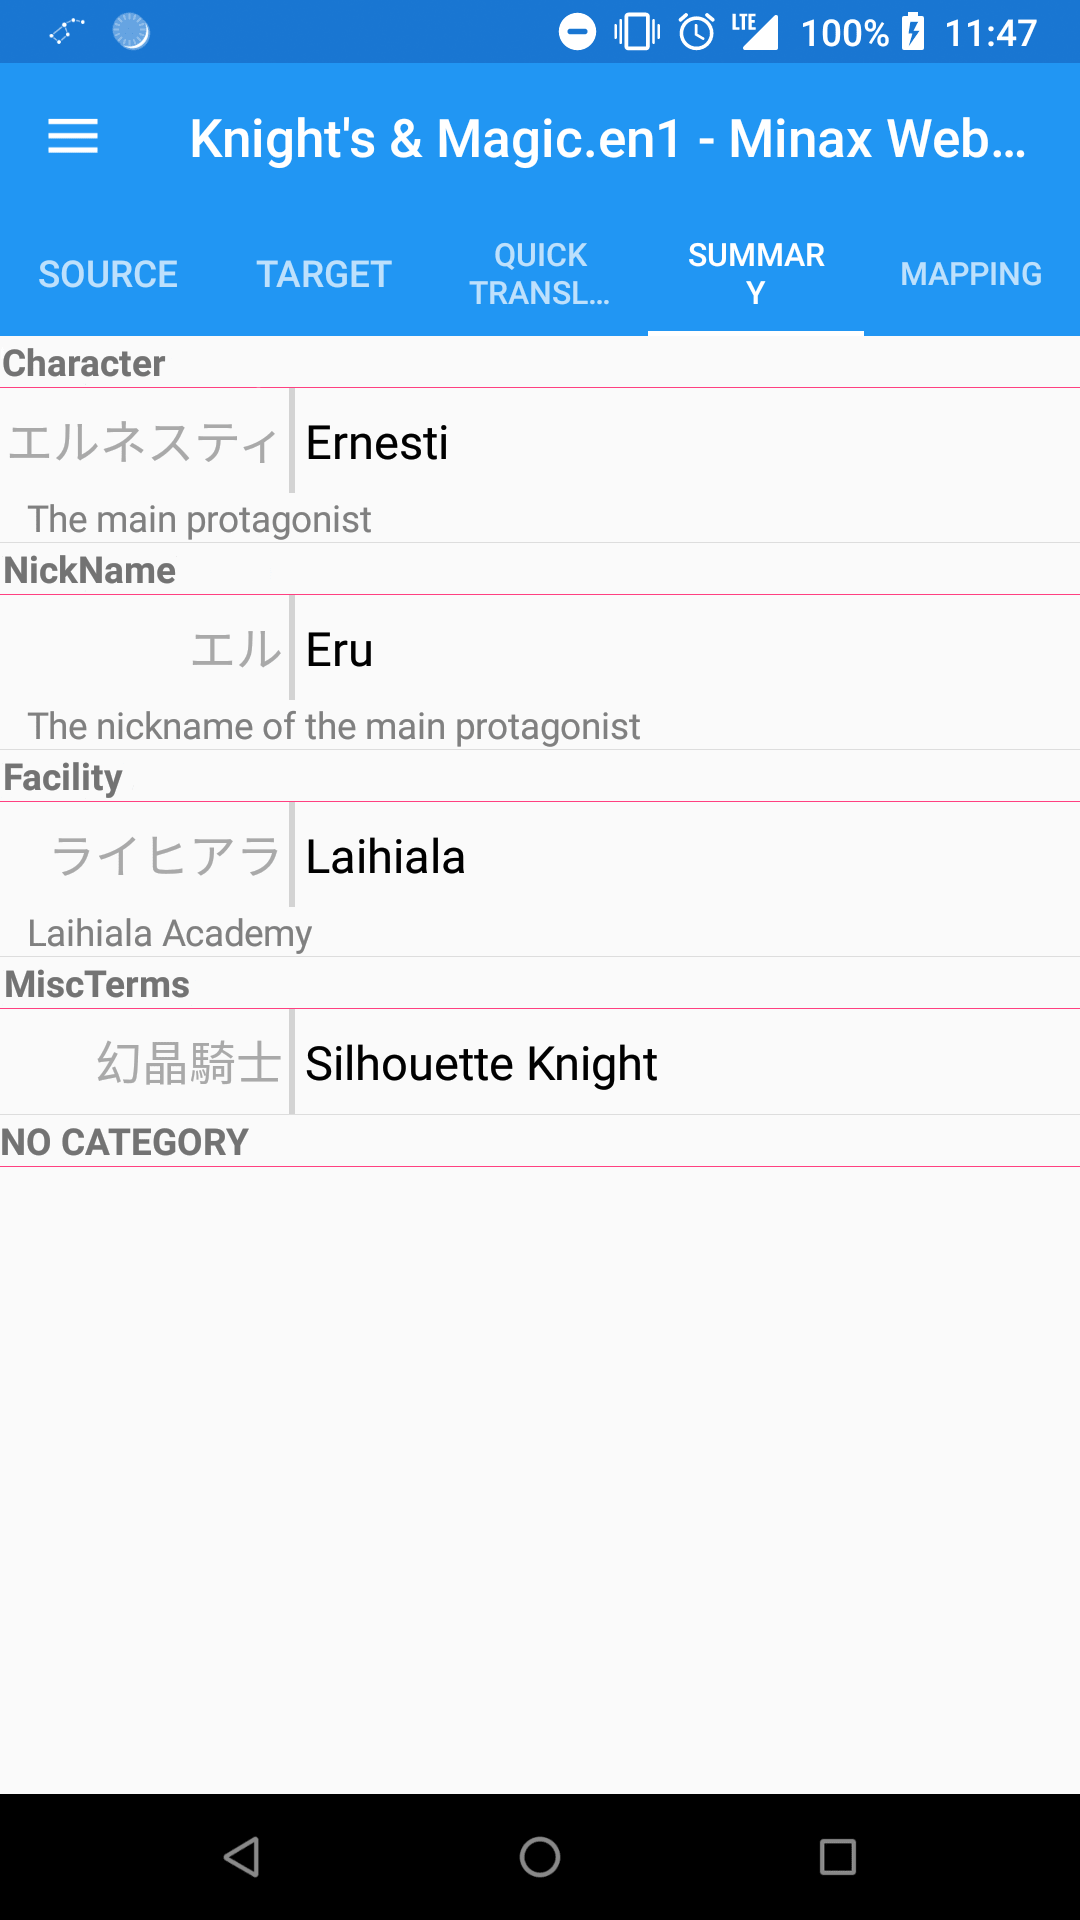 LTE 100% 11:47
Knight's & Magic.en1 - Minax Web...
SOURCE TARGET QUICK TRANSL... SUMMARY MAPPING
Character
エルネスティ Ernesti
The main protagonist
NickName
エル Eru
The nickname of the main protagonist
Facility
ライヒアラ Laihiala
Laihiala Academy
MiscTerms
幻晶騎士 Silhouette Knight
NO CATEGORY